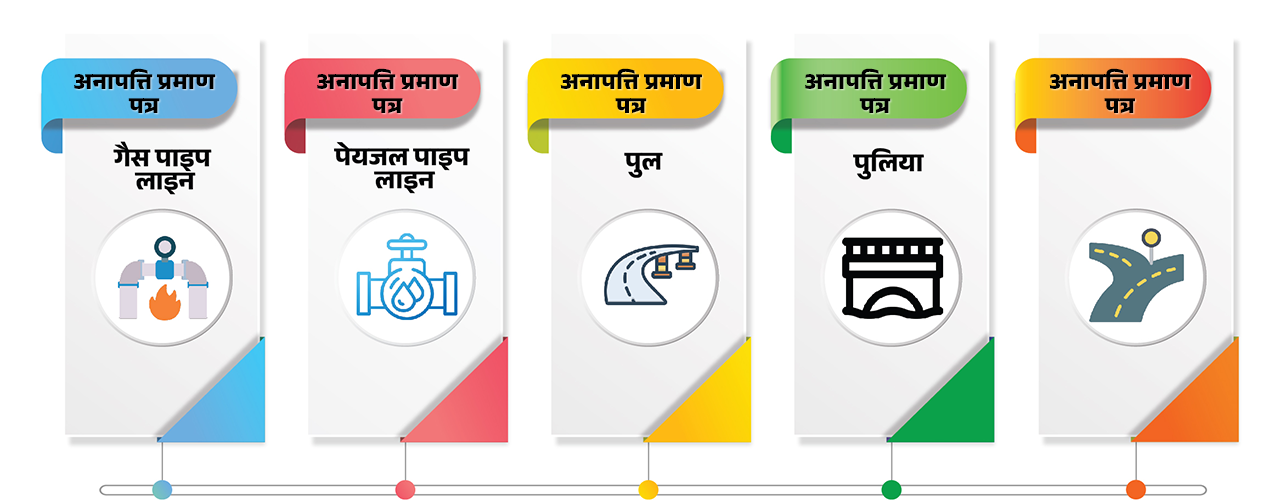 अनापत्ति प्रमाण
पत्र
गैस पाइप
लाइन
अनापत्ति प्रमाण
पत्र
पेयजल पाइप
लाइन
अनापत्ति प्रमाण
पत्र
पुल
अनापत्ति प्रमाण
पत्र
पुलिया
अनापत्ति प्रमाण
पत्र